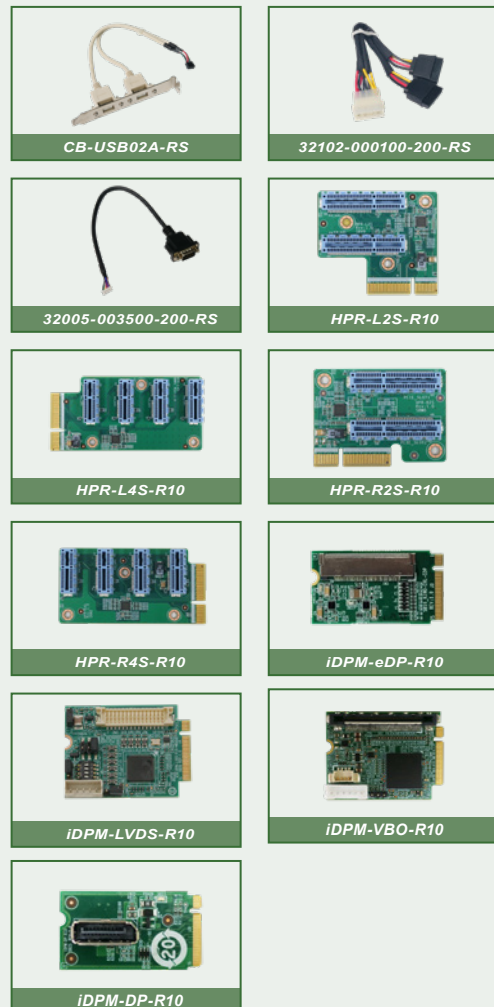 CB-USB02A-RS
32102-000100-200-RS
32005-003500-200-RS
HPR-L2S-R10
HPR-L4S-R10
HPR-R2S-R10
HPR-R4S-R10
iDPM-eDP-R10
iDPM-LVDS-R10
iDPM-VBO-R10
20
iDPM-DP-R10